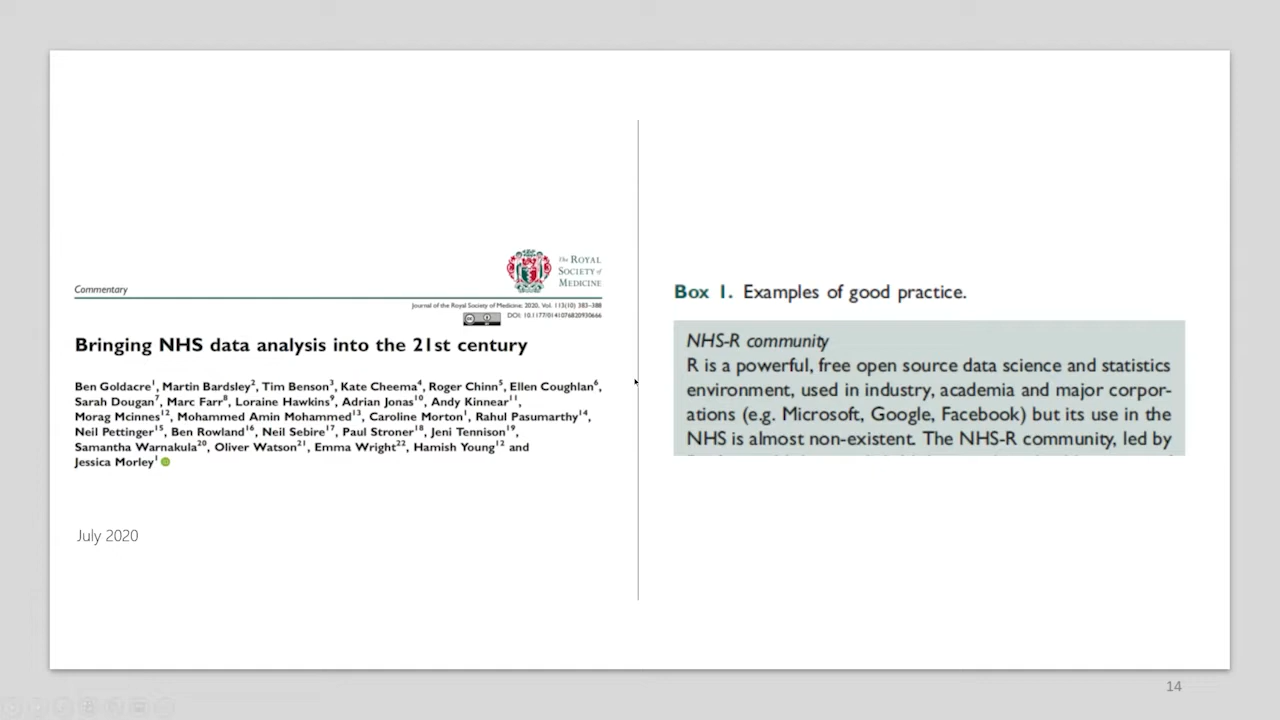 The ROYAL
SOCIETY of
MEDICINE
Commentary
Journal of the Royal Society of Medicine; 2020, Vol. 113(10) 383–388
DOI: 10.1177/0141076820930666
Bringing NHS data analysis into the 21st century
Ben Goldacre1, Martin Bardsley2, Tim Benson3, Kate Cheema4, Roger Chinn5, Ellen Coughlan6,
Sarah Dougan7, Marc Farr8, Loraine Hawkins9, Adrian Jonas10, Andy Kinnear11,
Morag Mcinnes12, Mohammed Amin Mohammed13, Caroline Morton1, Rahul Pasumarthy14,
Neil Pettinger15, Ben Rowland16, Neil Sebire17, Paul Stroner18, Jeni Tennison19,
Samantha Warnakula20, Oliver Watson21, Emma Wright22, Hamish Young12 and
Jessica Morley1
July 2020
Box 1. Examples of good practice.
NHS-R community
R is a powerful, free open source data science and statistics
environment, used in industry, academia and major corpor-
ations (e.g. Microsoft, Google, Facebook) but its use in the
NHS is almost non-existent. The NHS-R community, led by
14